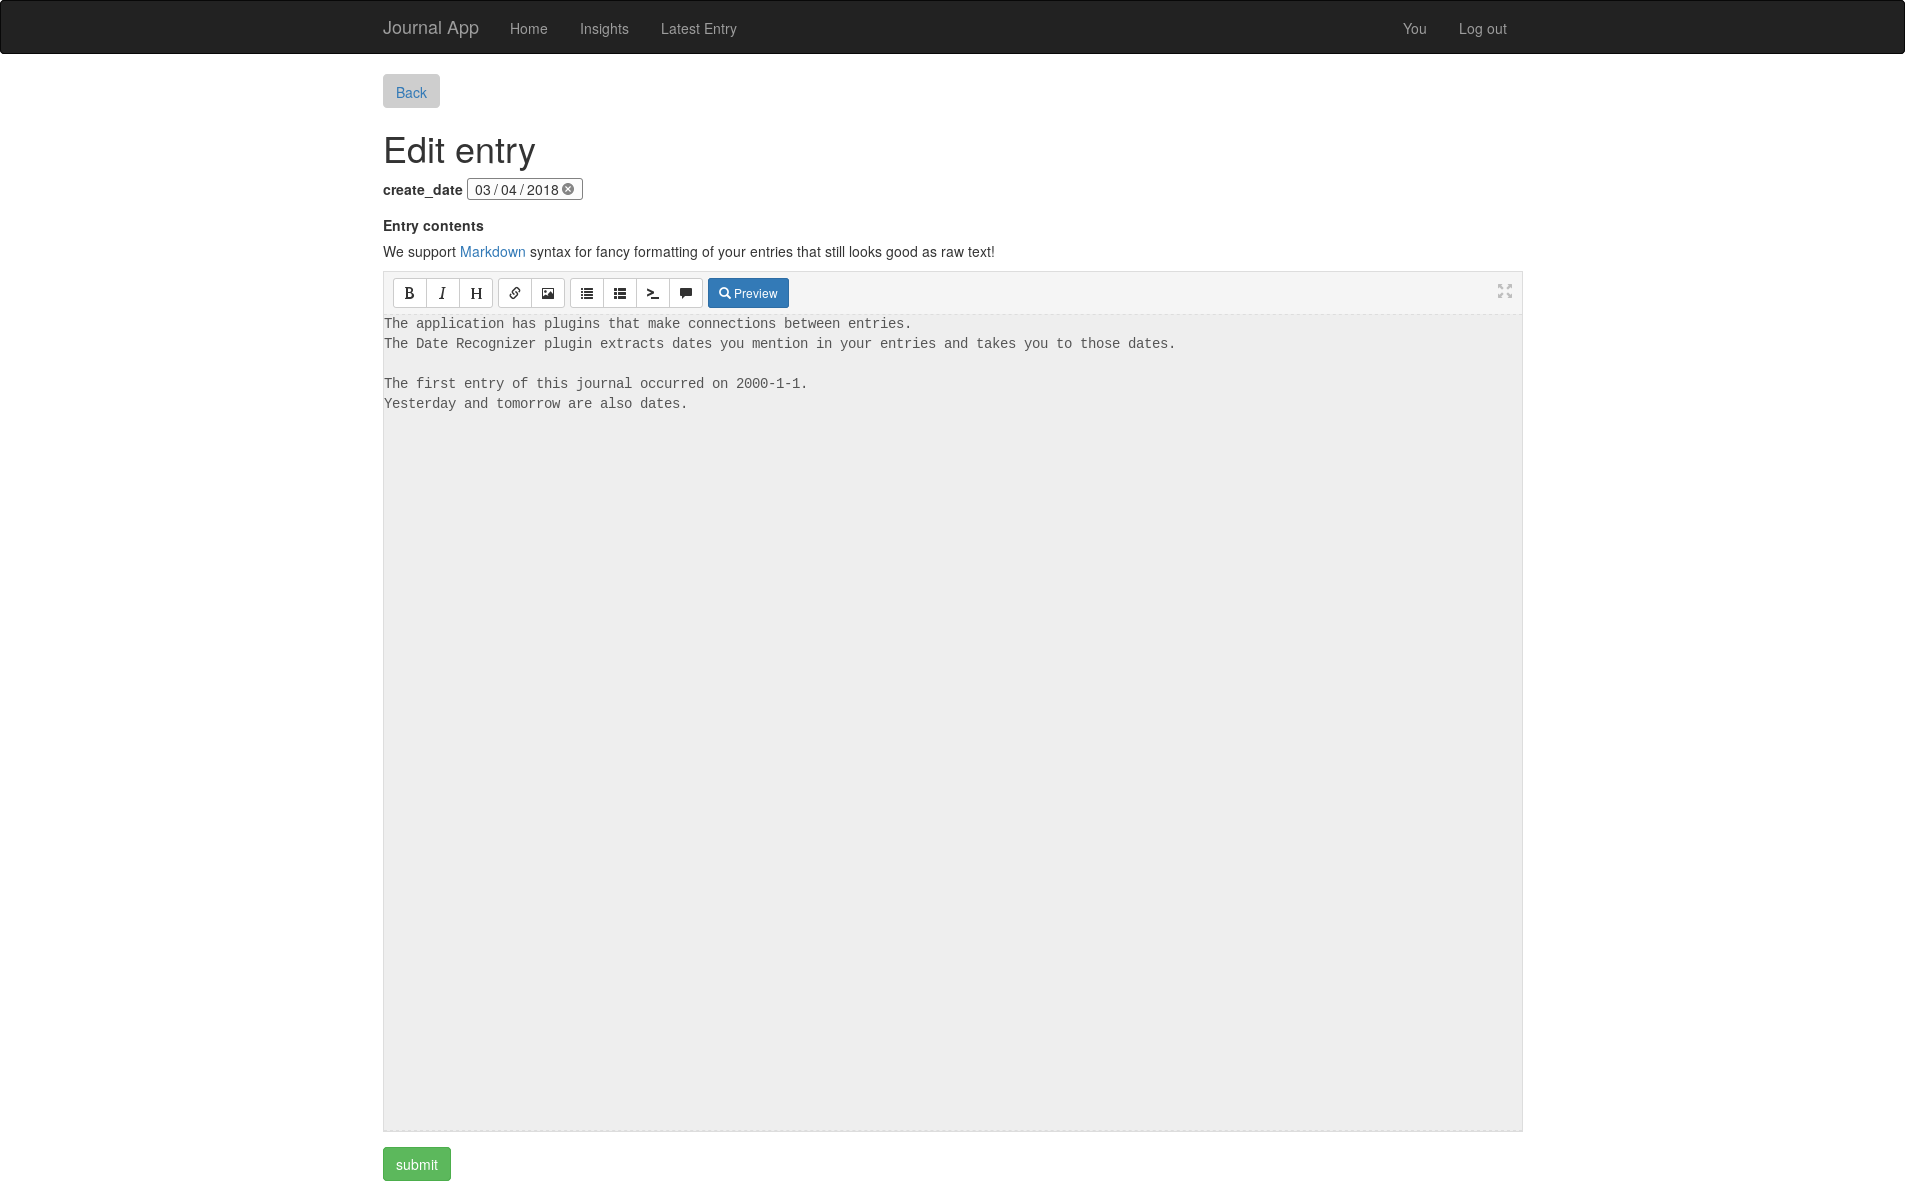 Journal App Home Insights Latest Entry You Log out
Back
Edit entry
create_date 03 / 04 / 2018
Entry contents
We support Markdown syntax for fancy formatting of your entries that still looks good as raw text!
B I H Preview
The application has plugins that make connections between entries.
The Date Recognizer plugin extracts dates you mention in your entries and takes you to those dates.
The first entry of this journal occurred on 2000-1-1.
Yesterday and tomorrow are also dates.
submit